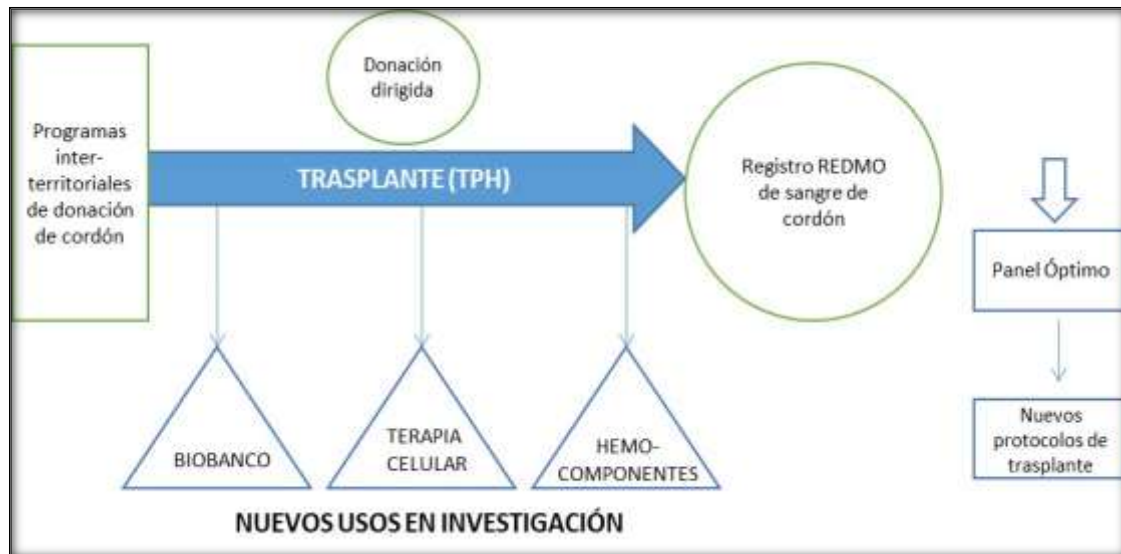 Programas
inter-
territoriales
de donación
de cordón
Donación
dirigida
TRASPLANTE (TPH)
Registro REDMO
de sangre de
cordón
Panel Óptimo
Nuevos
protocolos de
trasplante
BIOBANCO
TERAPIA
CELULAR
HEMO-
COMPONENTES
NUEVOS USOS EN INVESTIGACIÓN